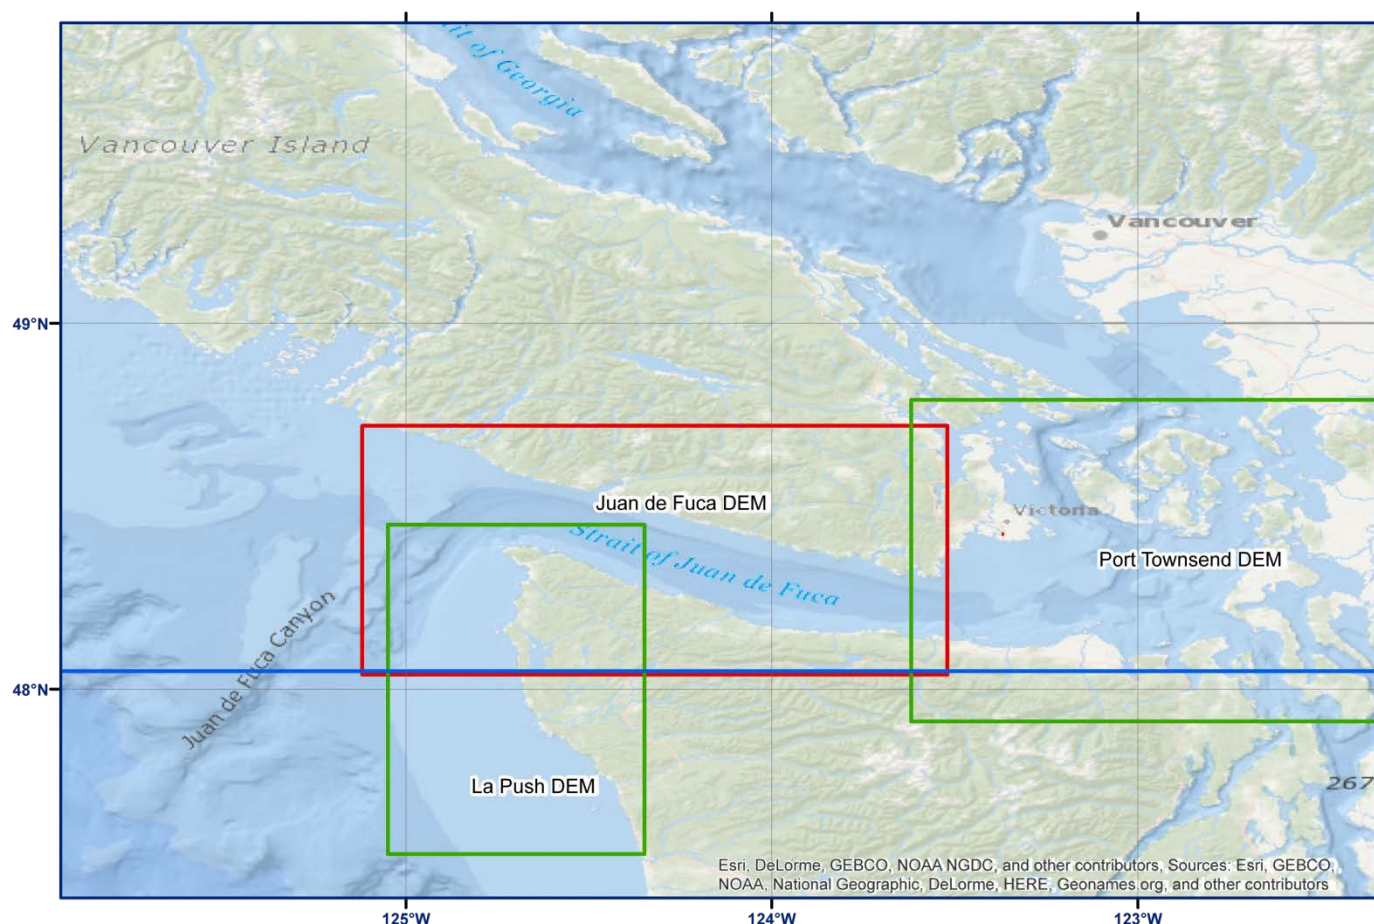 it of Georgia
Vancouver Island
Vancouver
49°N
Juan de Fuca DEM
Victoria
Strait of Juan de Fuca
Port Townsend DEM
Juan de Fuca Canyon
48°N
La Push DEM
267
Esri, DeLorme, GEBCO, NOAA NGDC, and other contributors, Sources: Esri, GEBCO,
NOAA, National Geographic, DeLorme, HERE, Geonames.org, and other contributors
125°W
124°W
123°W